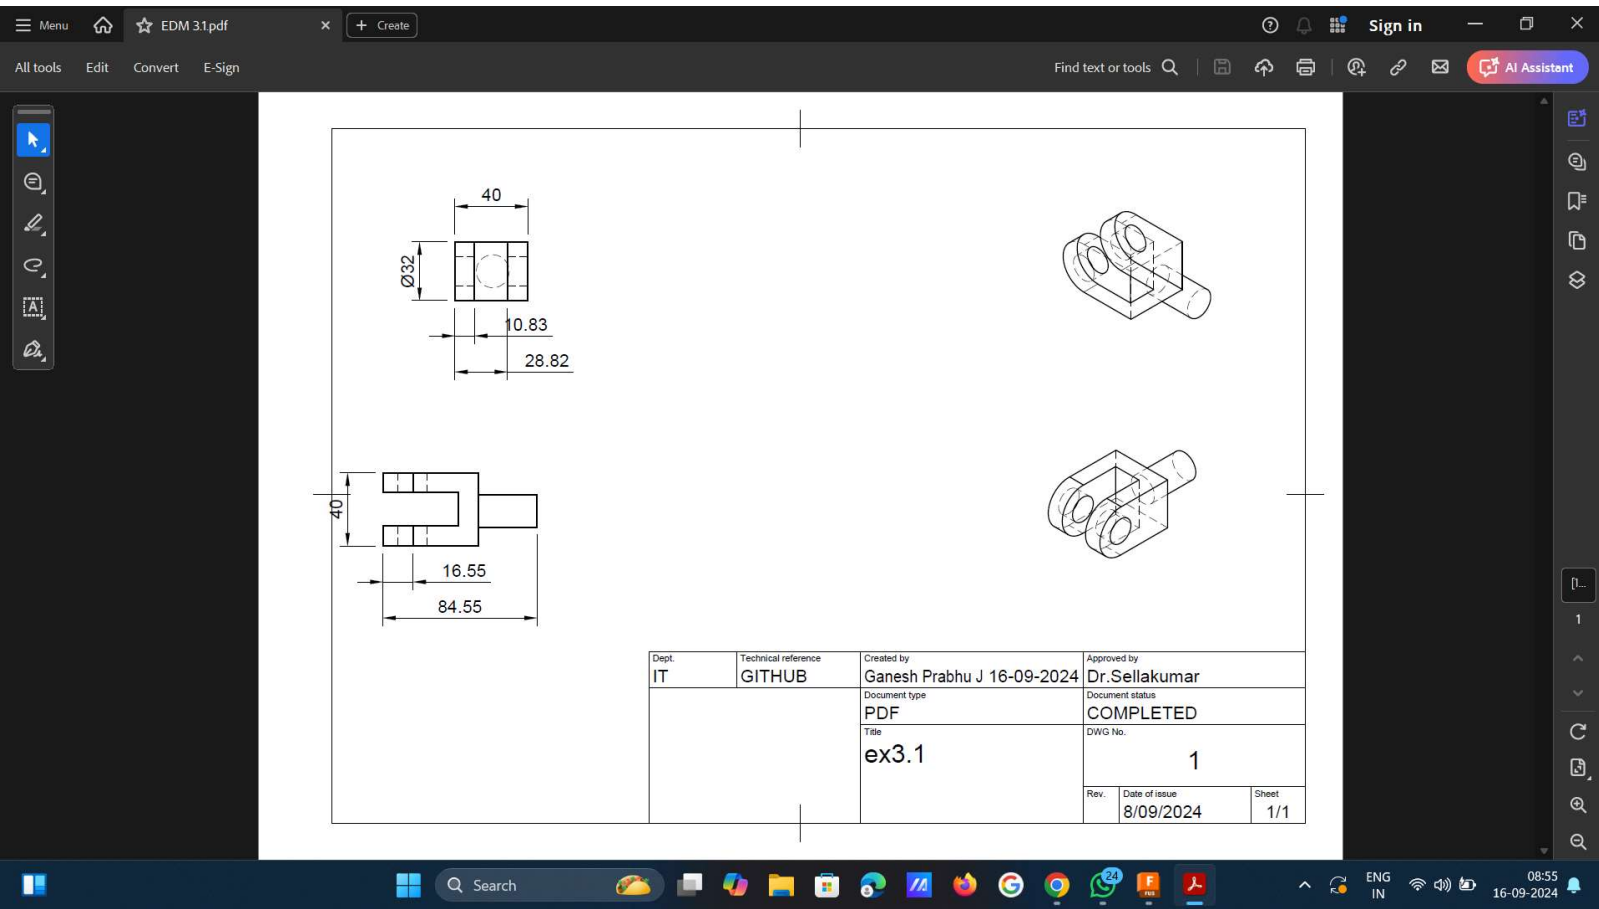 Menu
EDM 3.1.pdf
+ Create
Sign in
All tools Edit Convert E-Sign
Find text or tools
AI Assistant
40
Ø32
10.83
28.82
40
16.55
84.55
Dept.
IT
Technical reference
GITHUB
Created by
Ganesh Prabhu J 16-09-2024
Approved by
Dr.Sellakumar
Document type
PDF
Document status
COMPLETED
Title
ex3.1
DWG No.
1
Rev.
Date of issue
8/09/2024
Sheet
1/1
1
Search
24
ENG
IN
08:55
16-09-2024